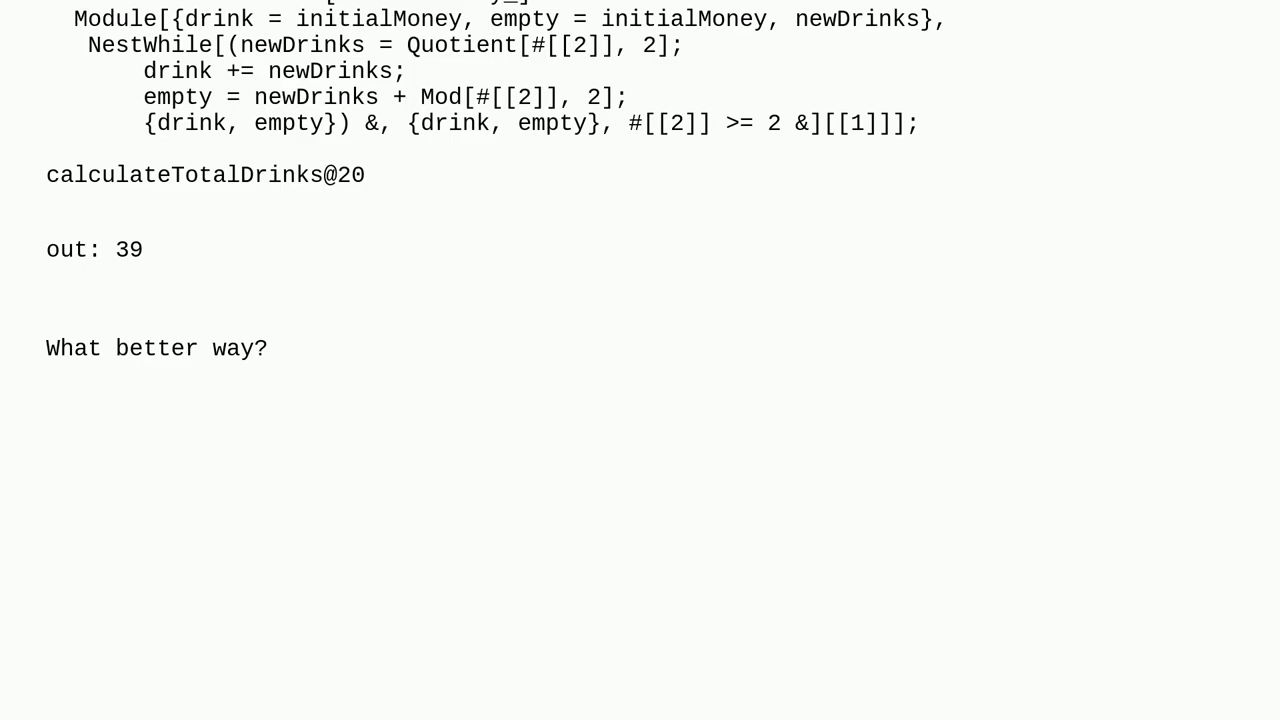 Module[{drink = initialMoney, empty = initialMoney, newDrinks},
NestWhile[(newDrinks = Quotient[#[[2]], 2];
drink += newDrinks;
empty = newDrinks + Mod[#[[2]], 2];
{drink, empty}) &, {drink, empty}, #[[2]] >= 2 &][[1]]];
calculateTotalDrinks@20
out: 39
What better way?